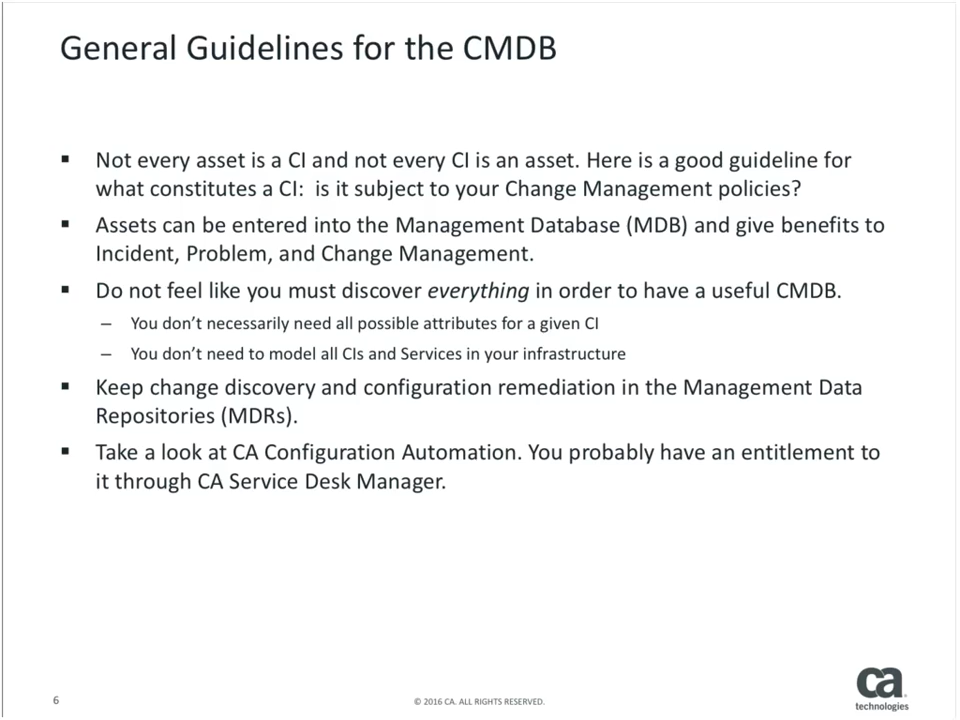 General Guidelines for the CMDB
▪ Not every asset is a CI and not every CI is an asset. Here is a good guideline for
what constitutes a CI:  is it subject to your Change Management policies?
▪ Assets can be entered into the Management Database (MDB) and give benefits to
Incident, Problem, and Change Management.
▪ Do not feel like you must discover everything in order to have a useful CMDB.
– You don’t necessarily need all possible attributes for a given CI
– You don’t need to model all CIs and Services in your infrastructure
▪ Keep change discovery and configuration remediation in the Management Data
Repositories (MDRs).
▪ Take a look at CA Configuration Automation. You probably have an entitlement to
it through CA Service Desk Manager.
6
© 2016 CA. ALL RIGHTS RESERVED.
ca
technologies